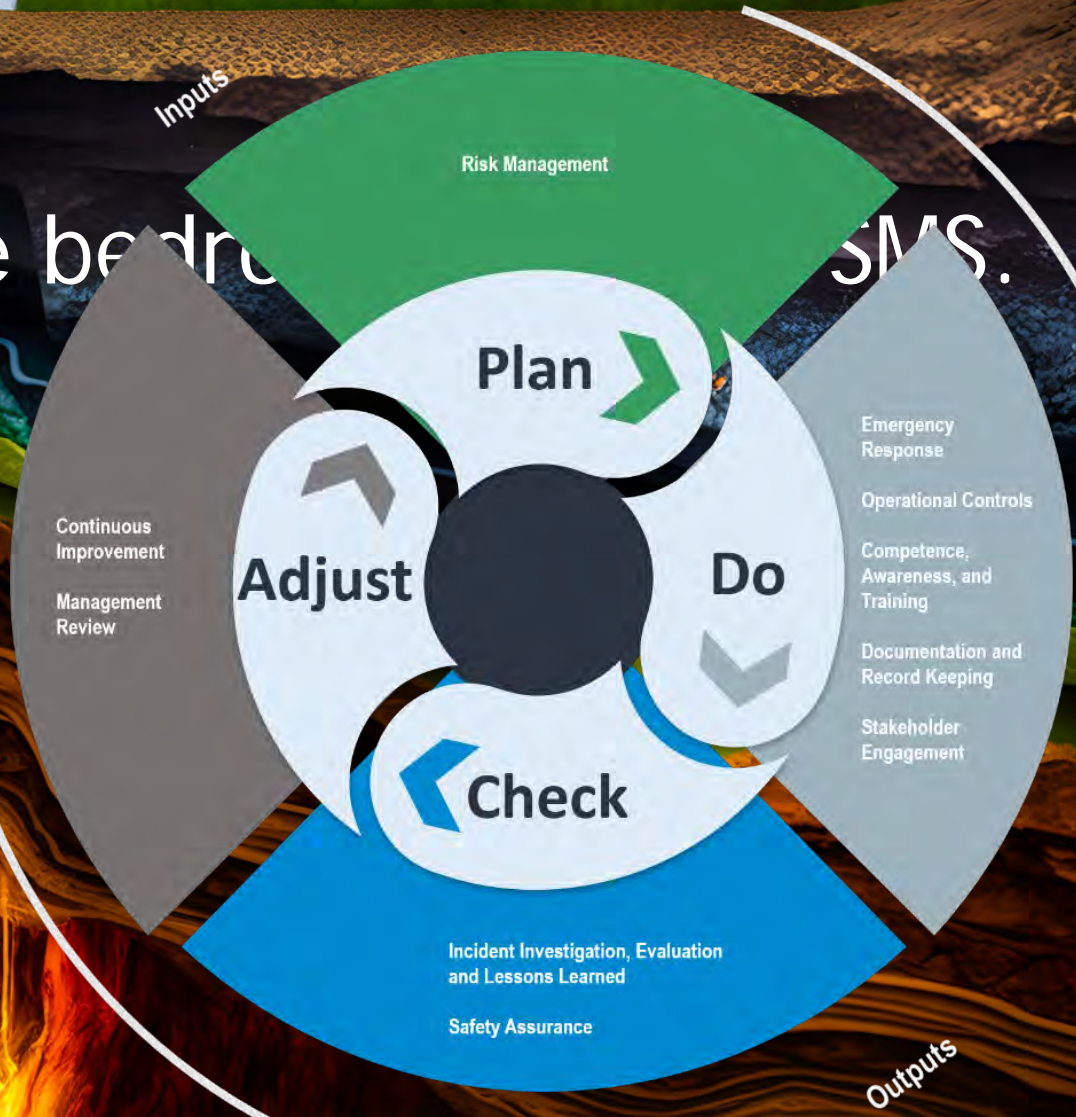 Inputs
Risk Management
SMS.
Plan
Emergency
Response
Operational Controls
Competence,
Awareness, and
Training
Documentation and
Record Keeping
Stakeholder
Engagement
Do
Continuous
Improvement
Management
Review
Adjust
Check
Incident Investigation, Evaluation
and Lessons Learned
Safety Assurance
Outputs